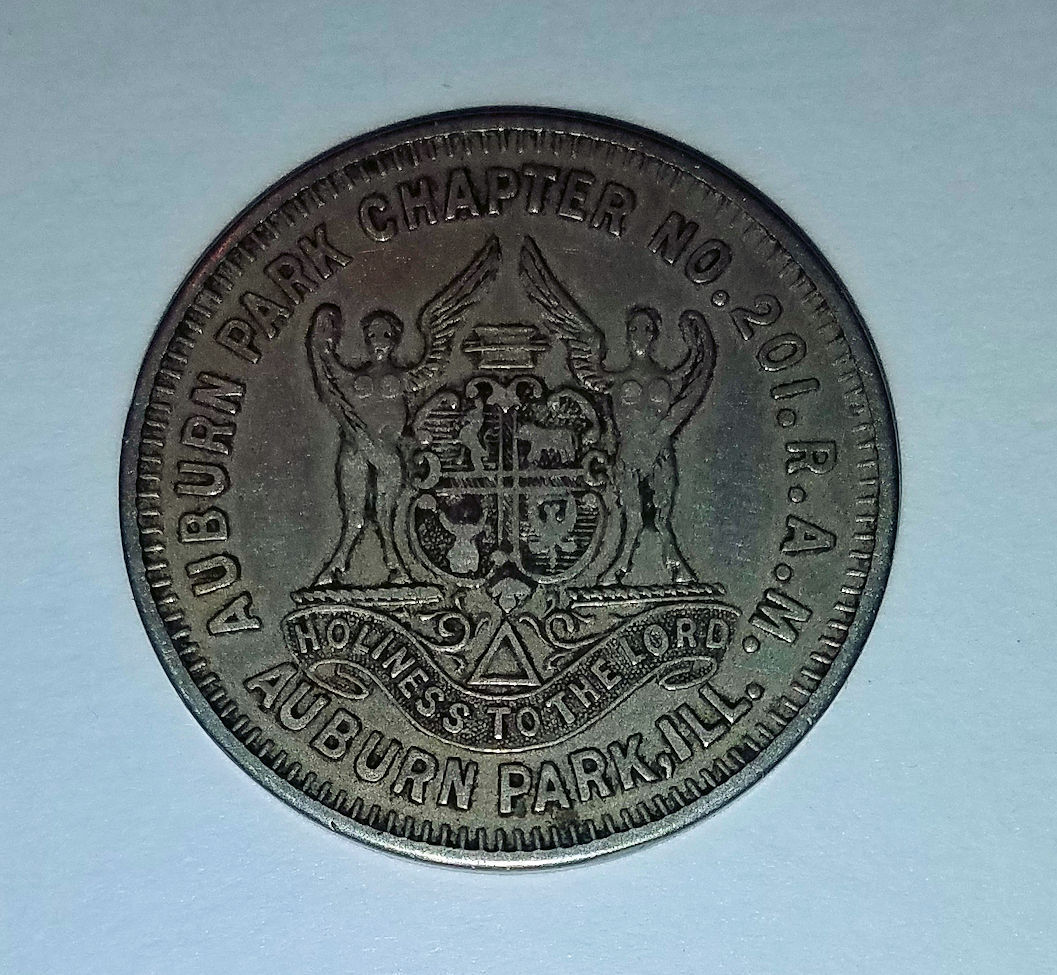 AUBURN PARK CHAPTER NO. 201. R. A. M.
HOLINESS TO THE LORD
AUBURN PARK, ILL.